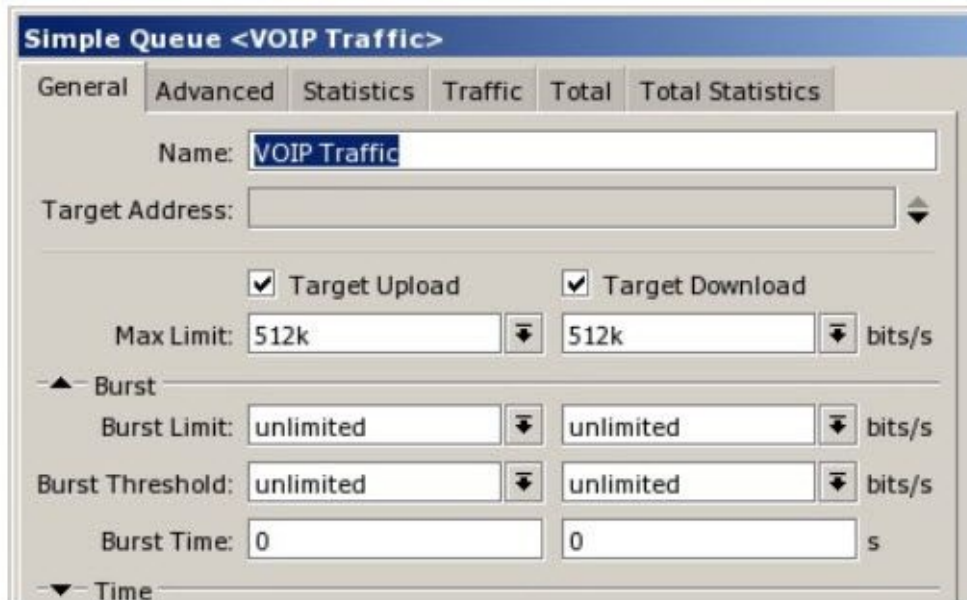 Simple Queue <VOIP Traffic>
General Advanced Statistics Traffic Total Total Statistics
Name: VOIP Traffic
Target Address:
Target Upload Target Download
Max Limit: 512k 512k bits/s
Burst
Burst Limit: unlimited unlimited bits/s
Burst Threshold: unlimited unlimited bits/s
Burst Time: 0 0 s
Time